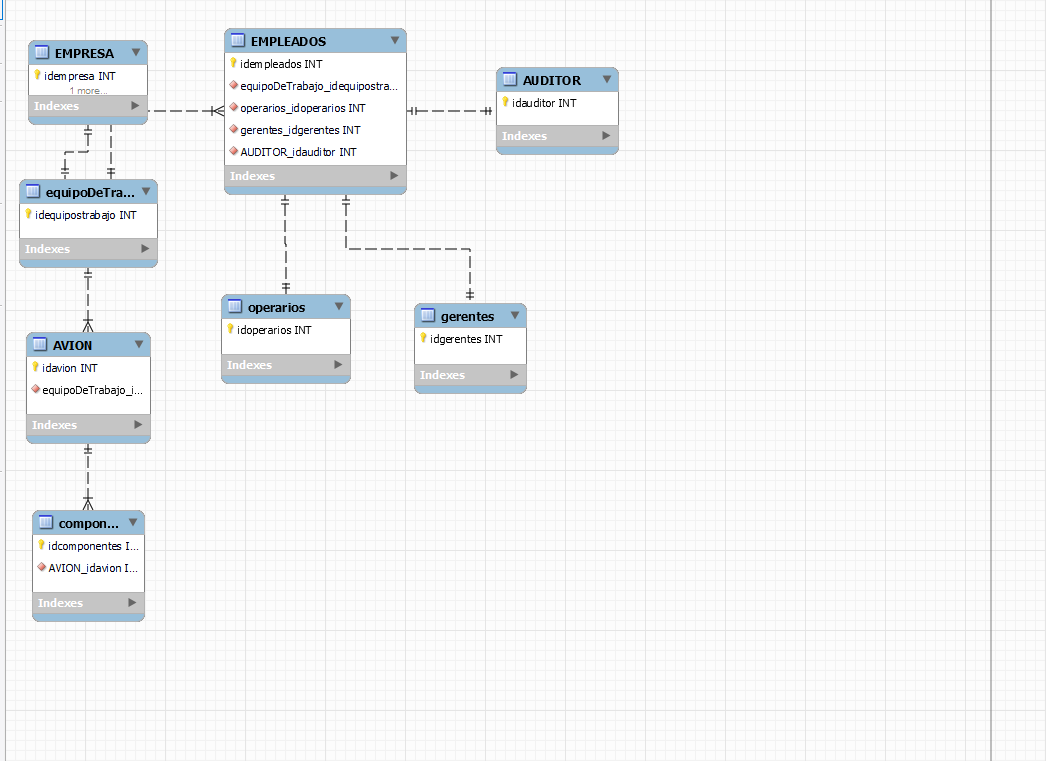 EMPRESA
idempresa INT
1 more...
Indexes
EMPLEADOS
idempleados INT
equipoDeTrabajo_idequipostra...
operarios_idoperarios INT
gerentes_idgerentes INT
AUDITOR_idauditor INT
Indexes
AUDITOR
idauditor INT
Indexes
equipoDeTra...
idequipostrabajo INT
Indexes
operarios
idoperarios INT
Indexes
gerentes
idgerentes INT
Indexes
AVION
idavion INT
equipoDeTrabajo_i...
Indexes
compon...
idcomponentes I...
AVION_idavion I...
Indexes